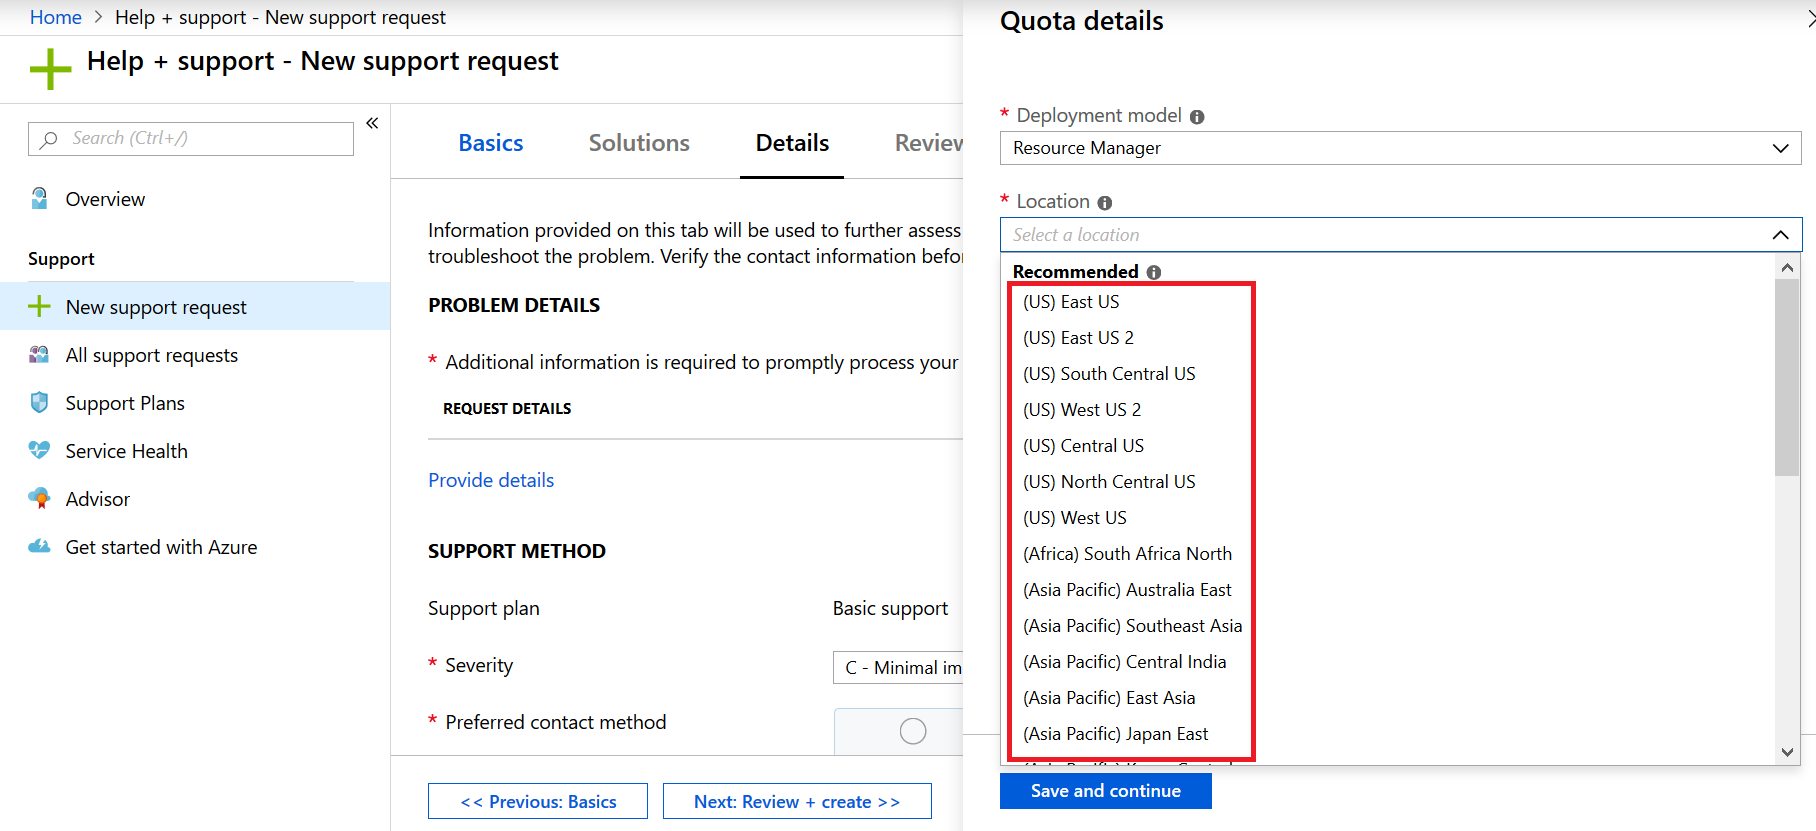 Home > Help + support - New support request
Help + support - New support request
«
Search (Ctrl+/)
Overview
Support
New support request
All support requests
Support Plans
Service Health
Advisor
Get started with Azure
Basics Solutions Details Review
Information provided on this tab will be used to further assess
troubleshoot the problem. Verify the contact information befo
PROBLEM DETAILS
* Additional information is required to promptly process your
REQUEST DETAILS
Provide details
SUPPORT METHOD
Support plan Basic support
* Severity C - Minimal im
* Preferred contact method
<< Previous: Basics Next: Review + create >>
Quota details
* Deployment model
Resource Manager
* Location
Select a location
Recommended
(US) East US
(US) East US 2
(US) South Central US
(US) West US 2
(US) Central US
(US) North Central US
(US) West US
(Africa) South Africa North
(Asia Pacific) Australia East
(Asia Pacific) Southeast Asia
(Asia Pacific) Central India
(Asia Pacific) East Asia
(Asia Pacific) Japan East
Save and continue